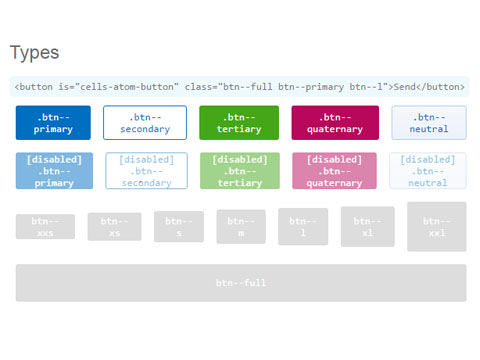 Types
<button is="cells-atom-button" class="btn--full btn--primary btn--l">Send</button>
.btn--
primary
.btn--
secondary
.btn--
tertiary
.btn--
quaternary
.btn--
neutral
[disabled]
.btn--
primary
[disabled]
.btn--
secondary
[disabled]
.btn--
tertiary
[disabled]
.btn--
quaternary
[disabled]
.btn--
neutral
btn--
xxs
btn--
xs
btn--
s
btn--
m
btn--
l
btn--
xl
btn--
xxl
btn--full